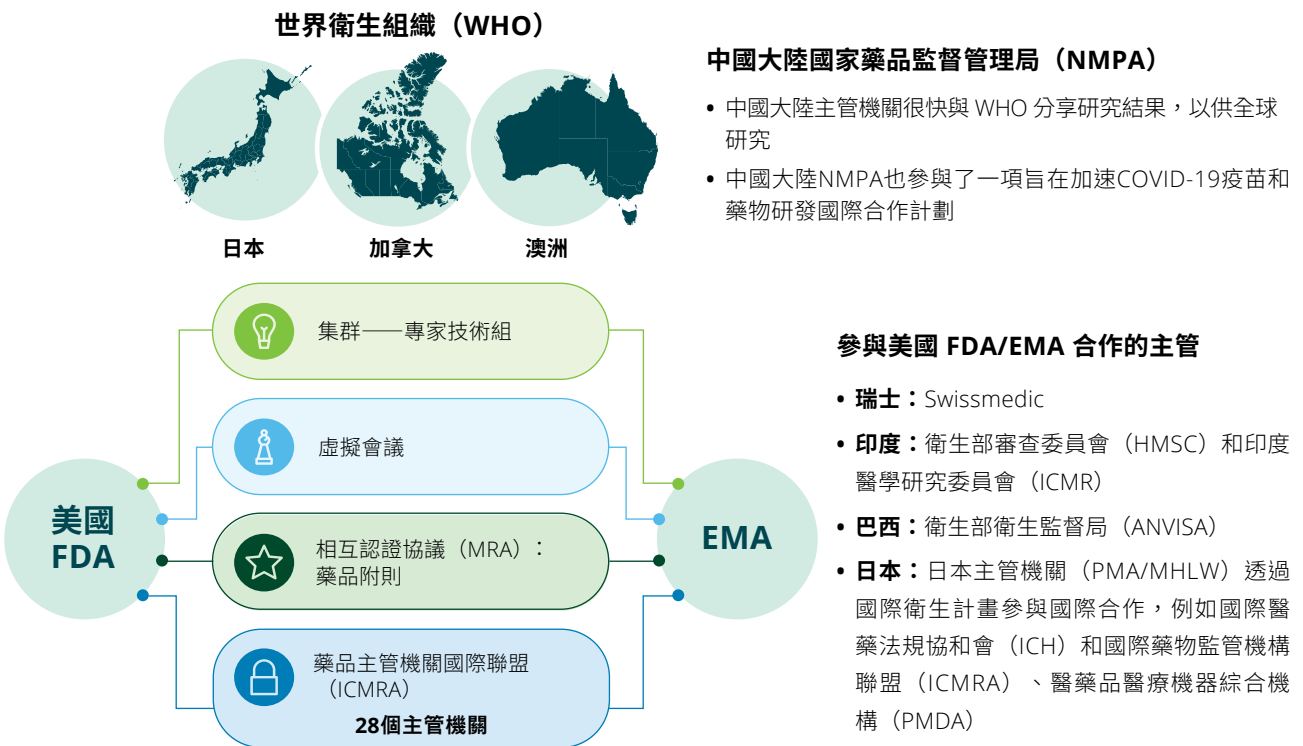 世界衛生組織（WHO）
日本
加拿大
澳洲
中國大陸國家藥品監督管理局（NMPA）
• 中國大陸主管機關很快與 WHO 分享研究結果，以供全球
研究
• 中國大陸NMPA也參與了一項旨在加速COVID-19疫苗和
藥物研發國際合作計劃
美國
FDA
集群——專家技術組
虛擬會議
相互認證協議（MRA）：
藥品附則
藥品主管機關國際聯盟
（ICMRA）
28個主管機關
EMA
參與美國 FDA/EMA 合作的主管
• 瑞士：Swissmedic
• 印度：衛生部審查委員會（HMSC）和印度
醫學研究委員會（ICMR）
• 巴西：衛生部衛生監督局（ANVISA）
• 日本：日本主管機關（PMA/MHLW）透過
國際衛生計畫參與國際合作，例如國際醫
藥法規協和會（ICH）和國際藥物監管機構
聯盟（ICMRA）、醫藥品醫療機器綜合機
構（PMDA）